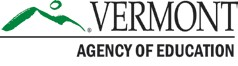 VERMONT
AGENCY OF EDUCATION